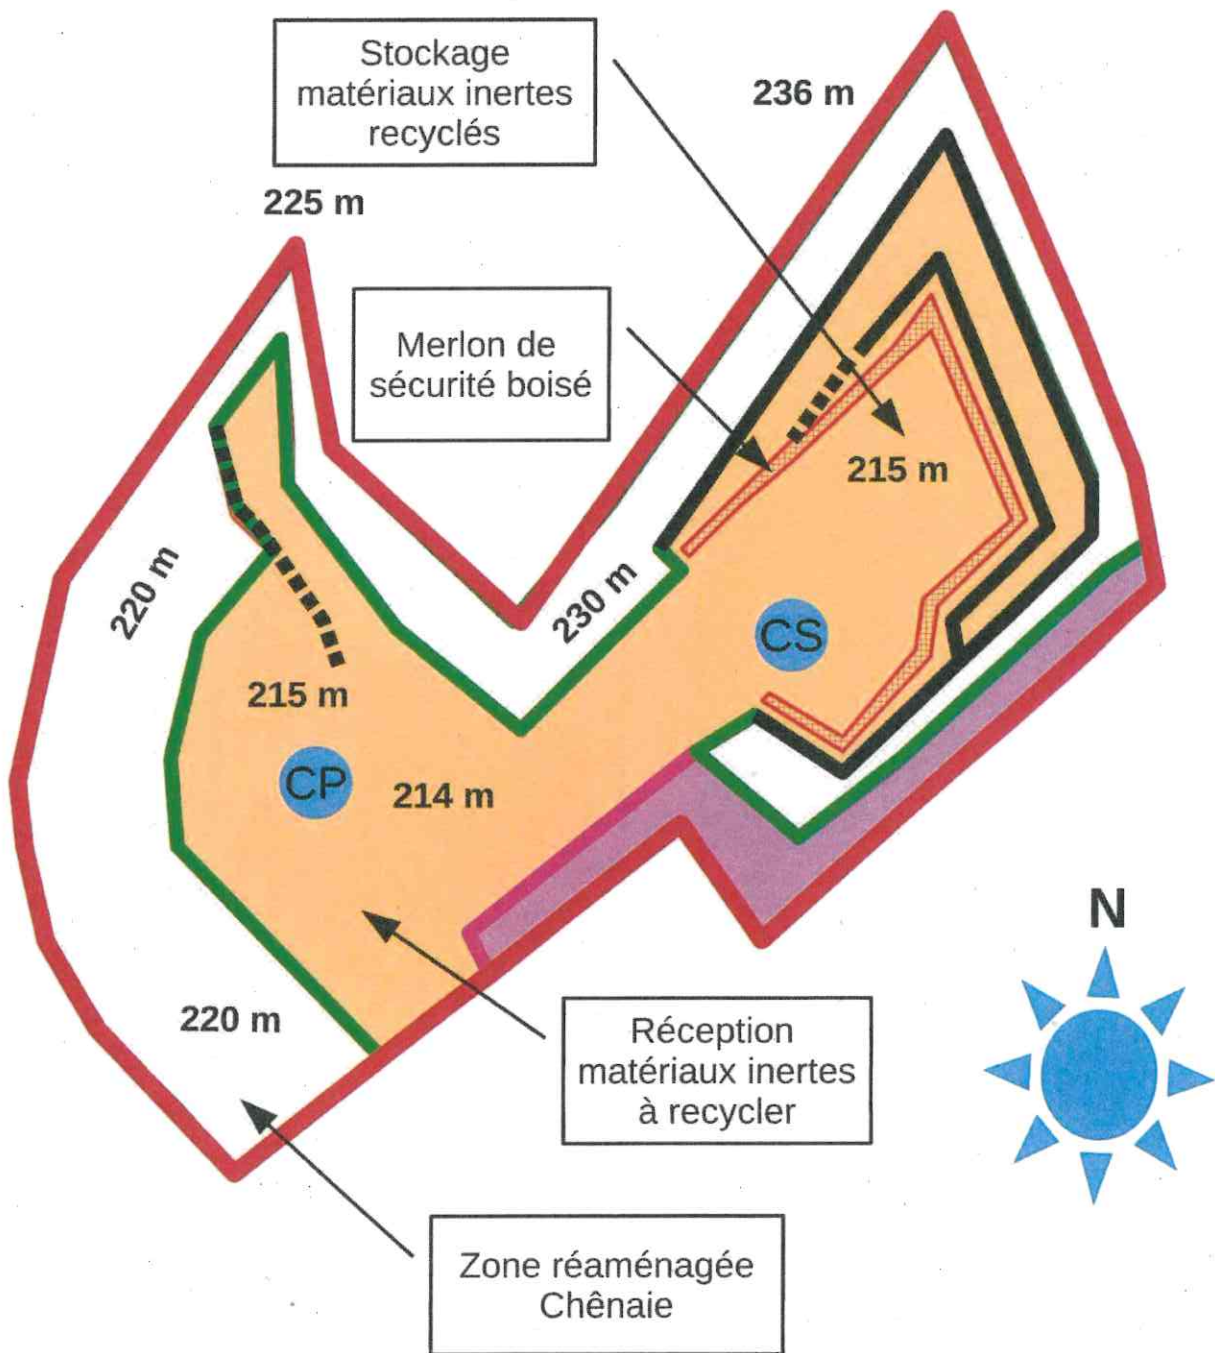 Stockage
matériaux inertes
recyclés
236 m
225 m
Merlon de
sécurité boisé
215 m
220 m
230 m
CS
215 m
CP
214 m
N
220 m
Réception
matériaux inertes
à recycler
Zone réaménagée
Chênaie